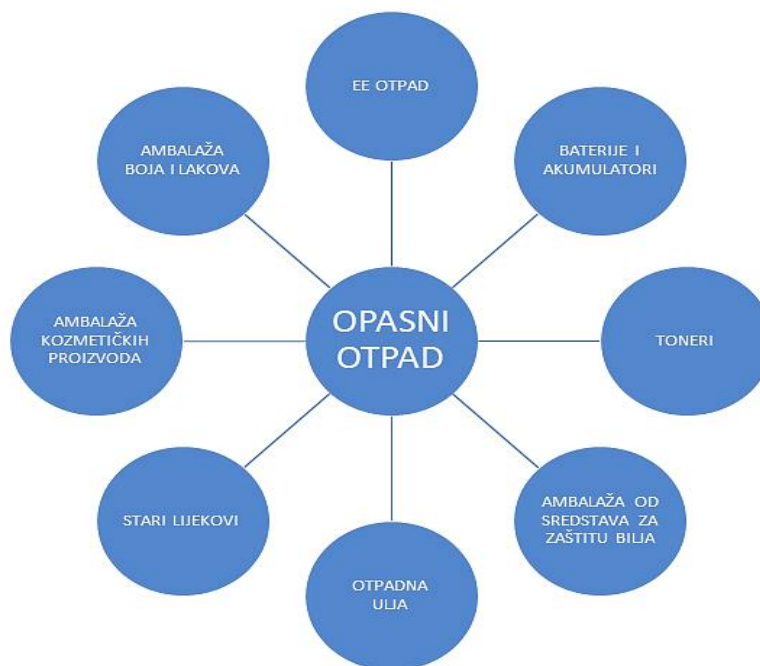 EE OTPAD
BATERIJE I
AKUMULATORI
TONERI
AMBALAŽA OD
SREDSTAVA ZA
ZAŠTITU BILJA
OTPADNA
ULJA
STARI LIJEKOVI
AMBALAŽA
KOZMETIČKIH
PROIZVODA
AMBALAŽA
BOJA I LAKOVA
OPASNI
OTPAD